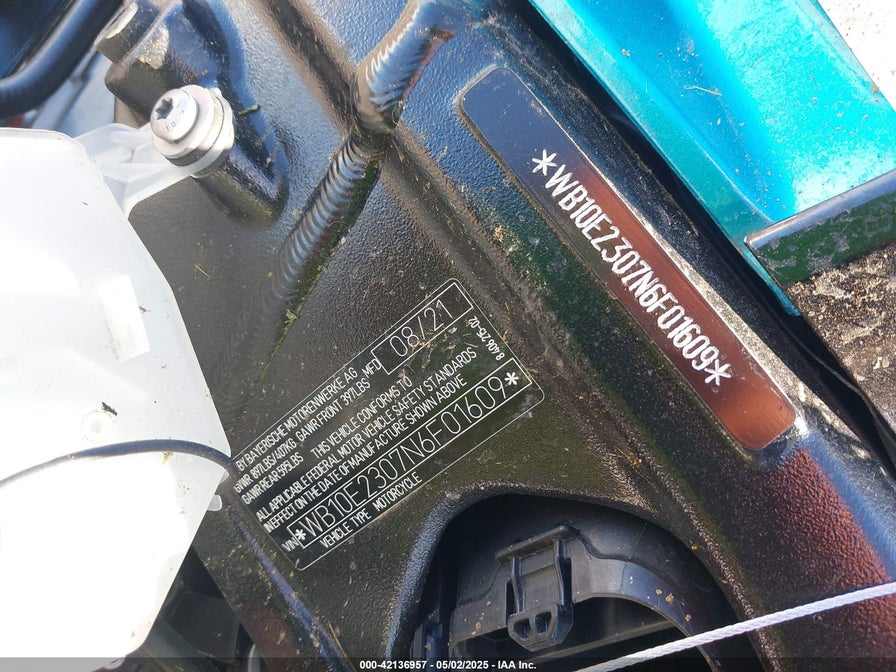 *WB10E2307N6F01609*
BY BAYERISCHE MOTORENWERKE AG MFD 08/21
GVWR 897LBS/407KG GAWR FRONT 397LBS
GAWR REAR 595LBS THIS VEHICLE CONFORMS TO
ALL APPLICABLE FEDERAL MOTOR VEHICLE SAFETY STANDARDS
IN EFFECT ON THE DATE OF MANUFACTURE SHOWN ABOVE
VIN *WB10E2307N6F01609*
VEHICLE TYPE MOTORCYCLE
000-42136957 | 05/02/2025 - IAA Inc.